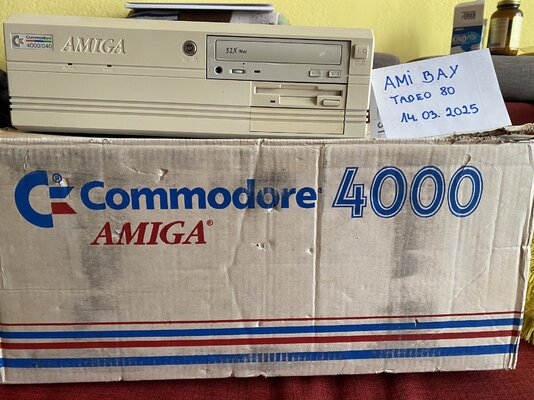 Commodore
4000/040
AMIGA
52X Max
AMi BAY
TADEO 80
14.03.2025
Commodore 4000
AMIGA